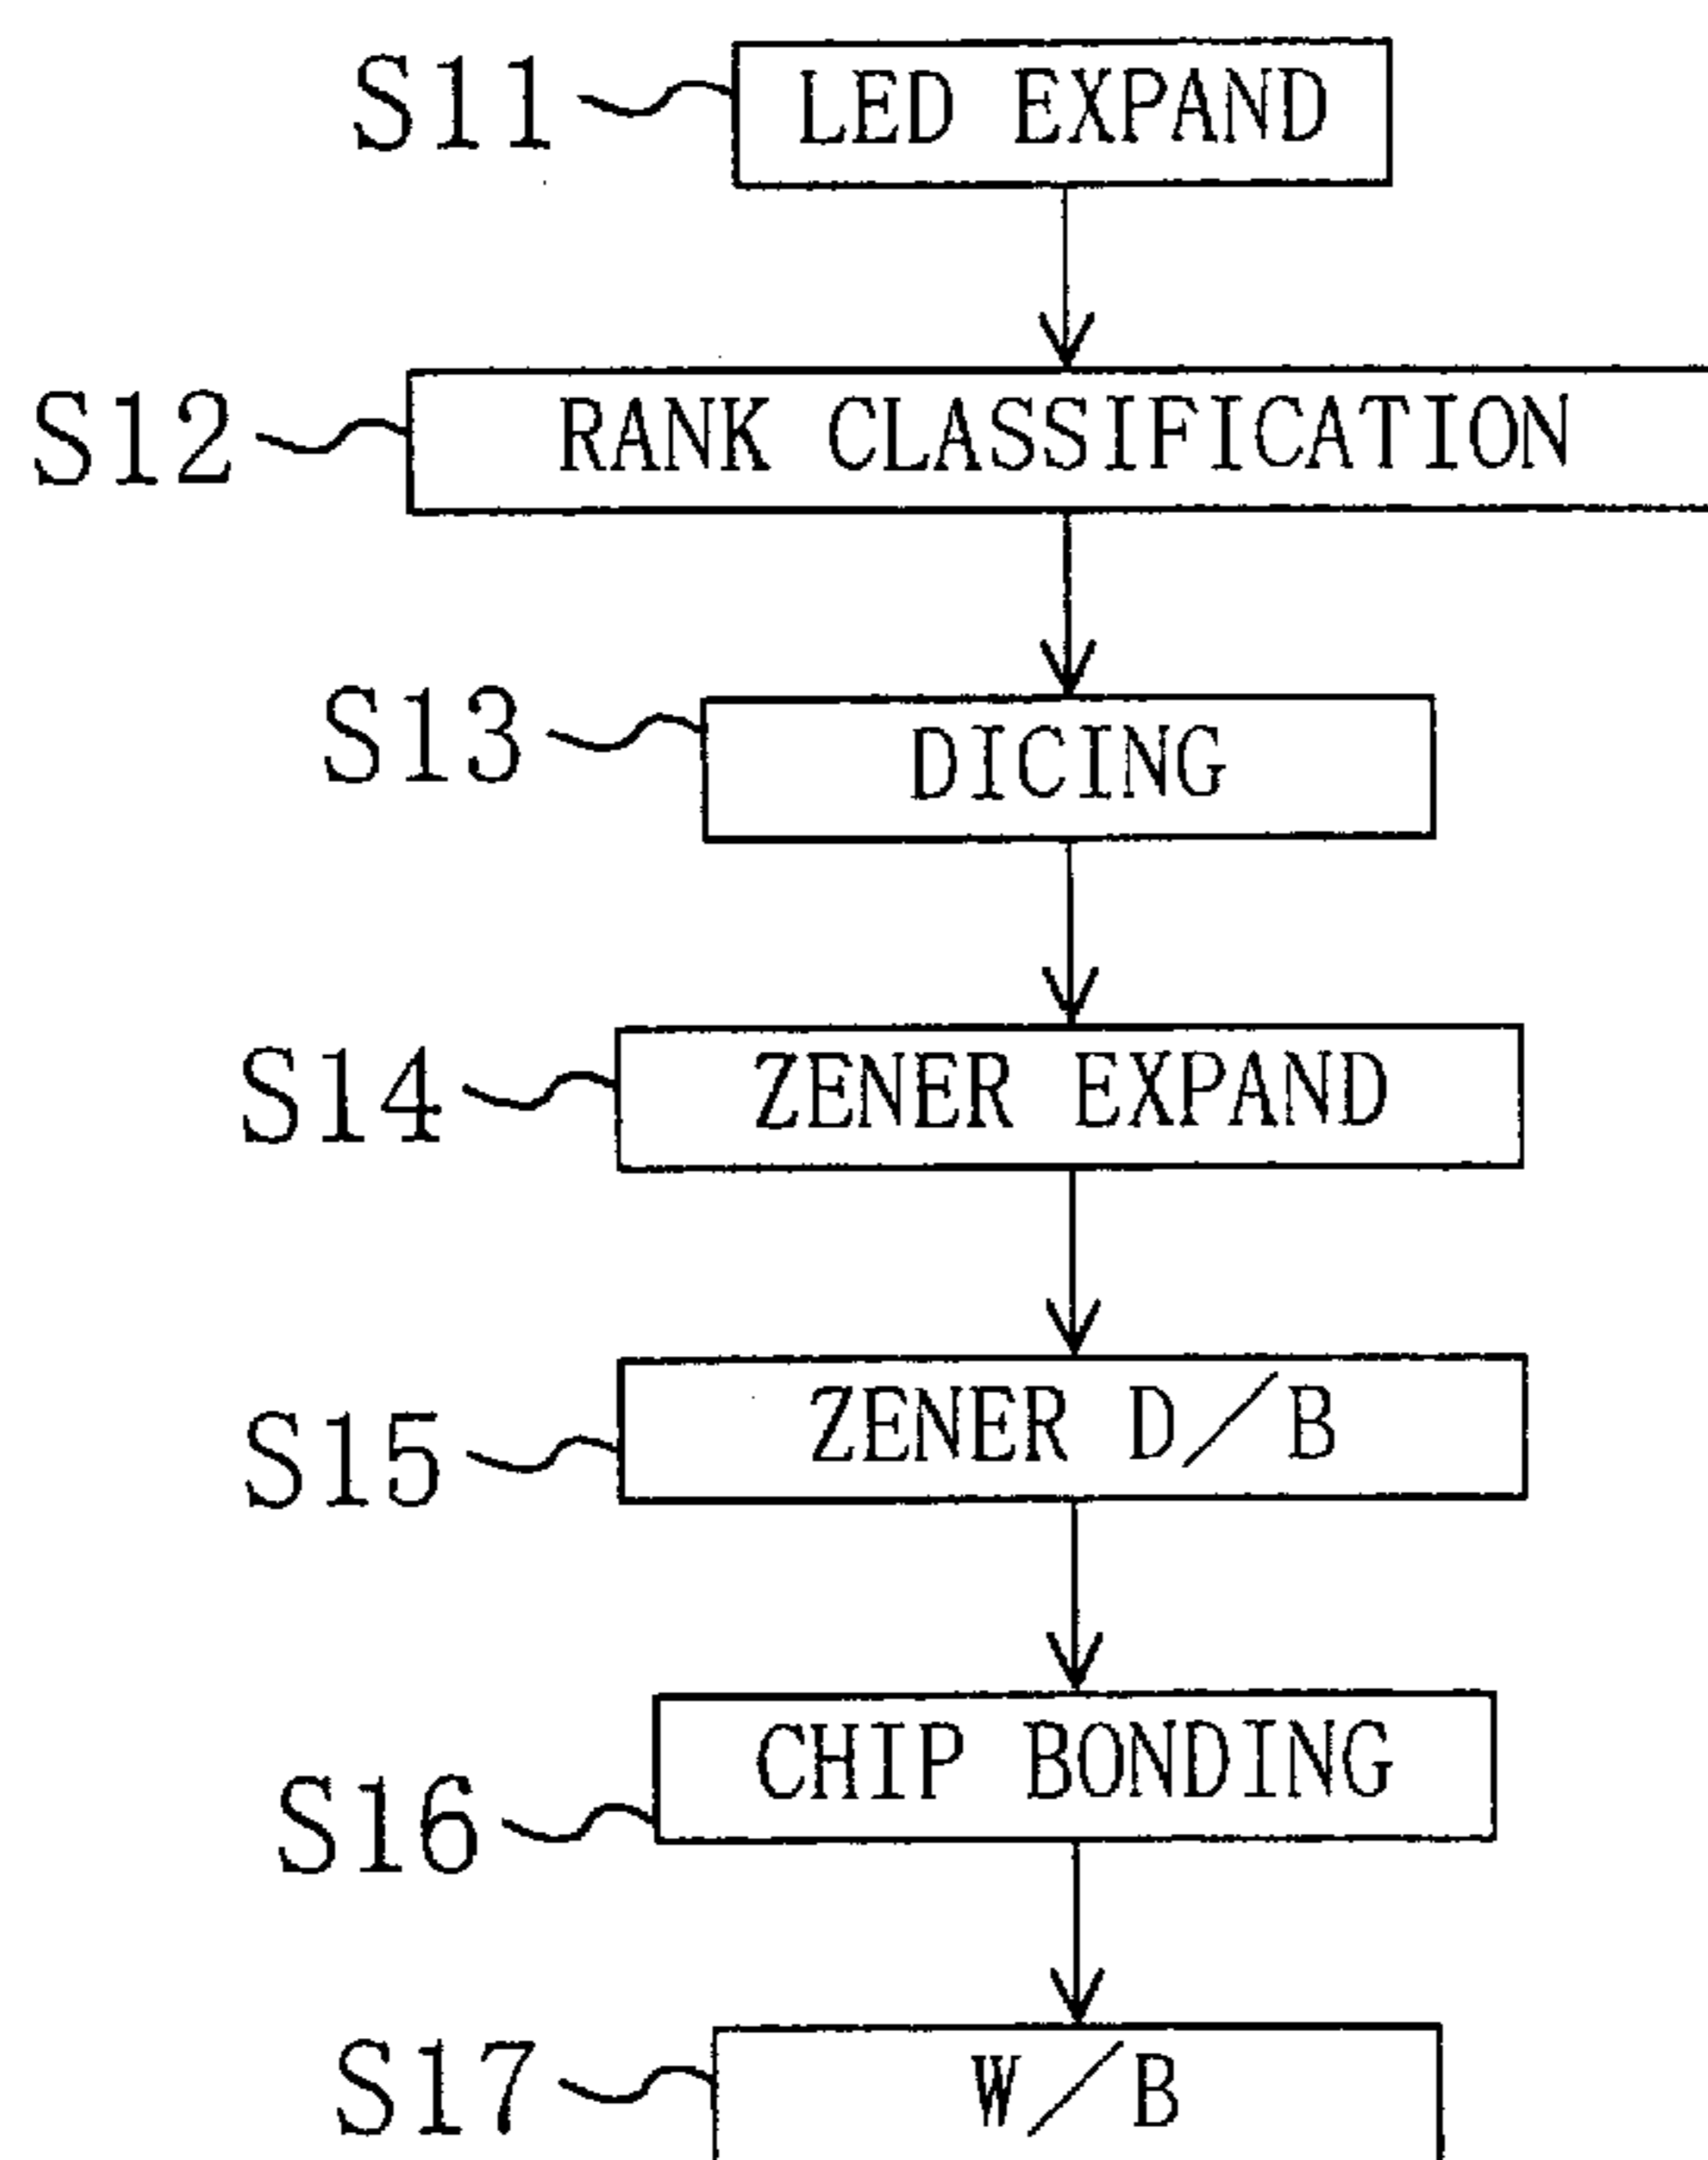 S11 LED EXPAND
S12 RANK CLASSIFICATION
S13 DICING
S14 ZENER EXPAND
S15 ZENER D/B
S16 CHIP BONDING
S17 W/B